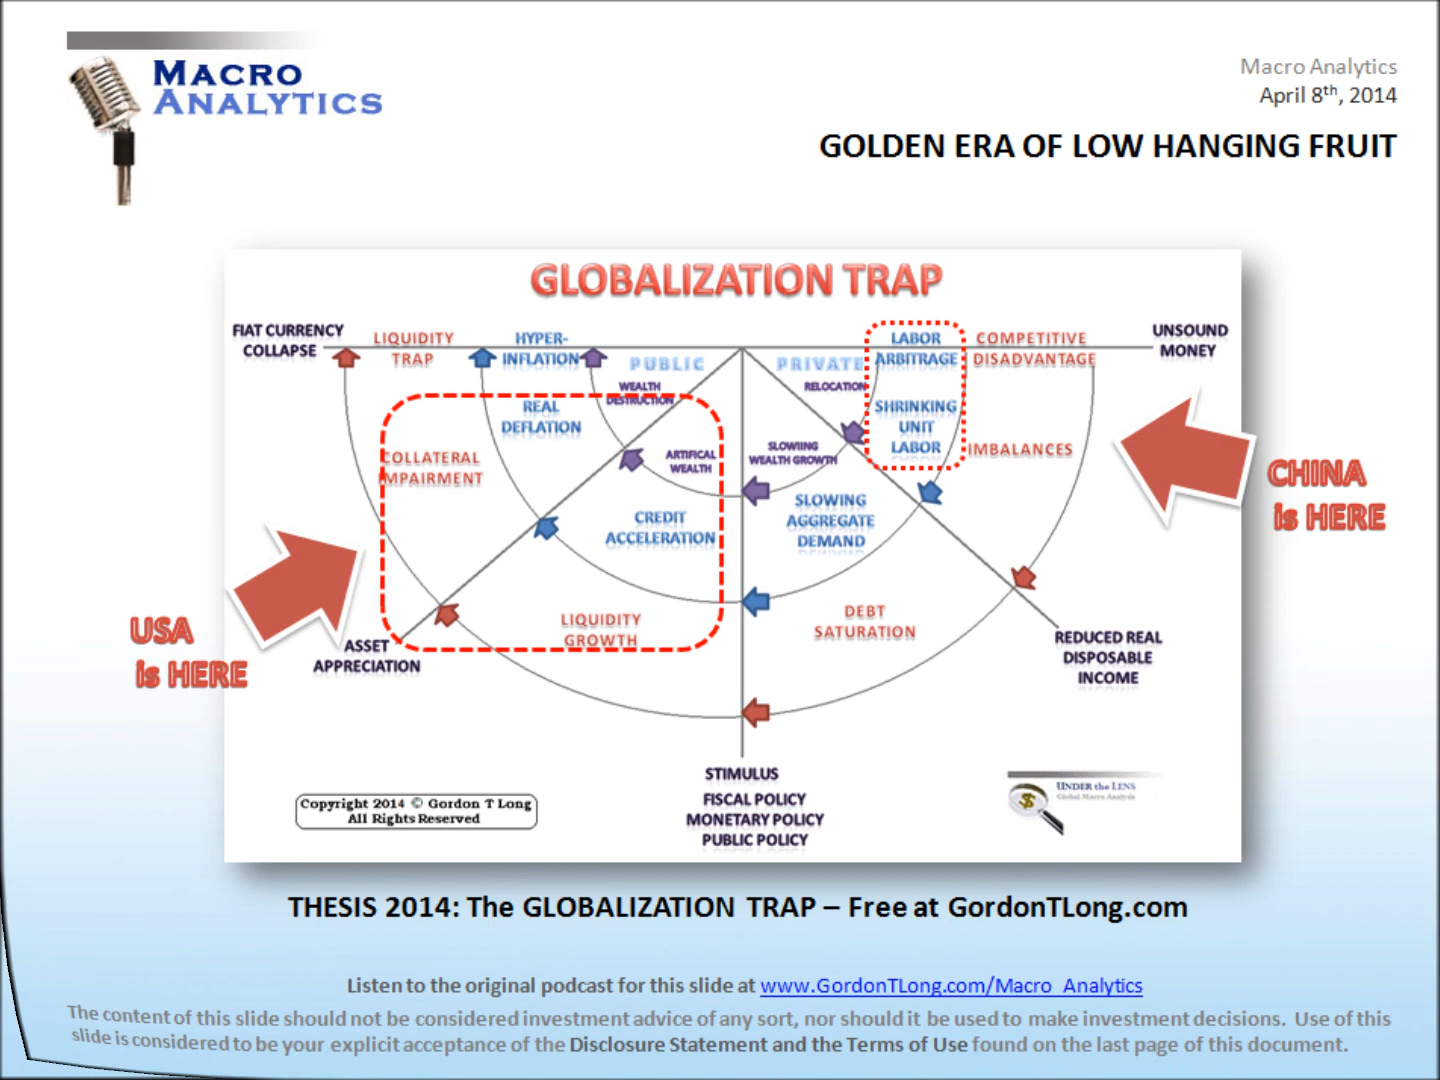 MACRO
ANALYTICS
Macro Analytics
April 8th, 2014
GOLDEN ERA OF LOW HANGING FRUIT
GLOBALIZATION TRAP
FIAT CURRENCY
COLLAPSE
LIQUIDITY
TRAP
HYPER-
INFLATION
PUBLIC
PRIVATE
LABOR
ARBITRAGE
COMPETITIVE
DISADVANTAGE
UNSOUND
MONEY
WEALTH
DESTRUCTION
RELOCATION
REAL
DEFLATION
SHRINKING
UNIT
LABOR
COLLATERAL
IMPAIRMENT
ARTIFICAL
WEALTH
SLOWIING
WEALTH GROWTH
IMBALANCES
CHINA
is HERE
CREDIT
ACCELERATION
SLOWING
AGGREGATE
DEMAND
USA
is HERE
LIQUIDITY
GROWTH
DEBT
SATURATION
ASSET
APPRECIATION
REDUCED REAL
DISPOSABLE
INCOME
STIMULUS
FISCAL POLICY
MONETARY POLICY
PUBLIC POLICY
Copyright 2014 © Gordon T Long
All Rights Reserved
UNDER the LENS
Global Macro Analysis
$
THESIS 2014: The GLOBALIZATION TRAP – Free at GordonTLong.com
Listen to the original podcast for this slide at www.GordonTLong.com/Macro_Analytics
The content of this slide should not be considered investment advice of any sort, nor should it be used to make investment decisions. Use of this
slide is considered to be your explicit acceptance of the Disclosure Statement and the Terms of Use found on the last page of this document.